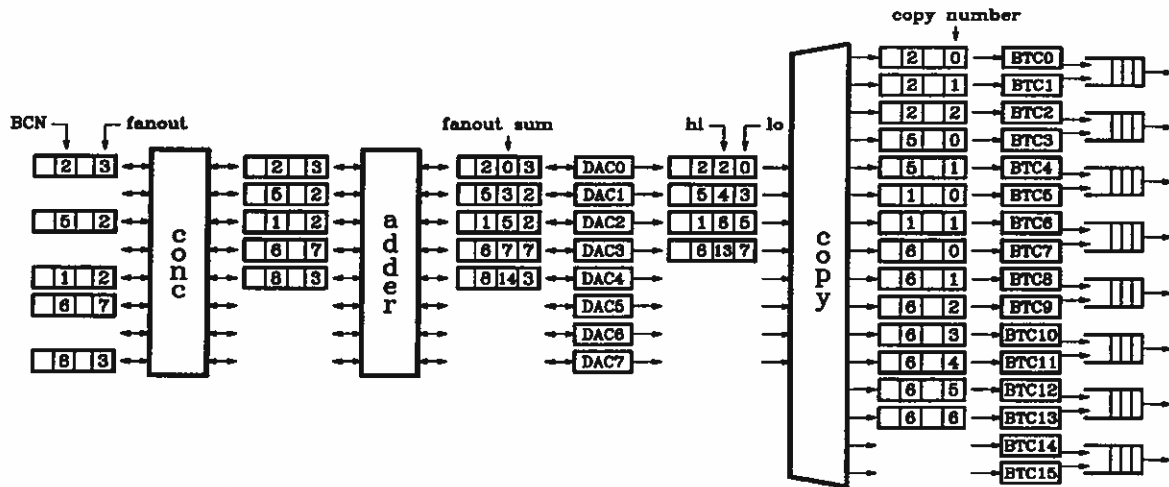 copy number
2 0 BTC0
2 1 BTC1
2 2 BTC2
BCN fanout fanout sum hi lo
5 0 BTC3
2 3 2 3 2 0 3 DAC0 2 2 0 5 1 BTC4
5 2 5 3 2 DAC1 5 4 3 1 0 BTC5
5 2 1 2 1 5 2 DAC2 1 6 5 1 1 BTC6
conc
adder
copy
6 7 6 7 7 DAC3 6 13 7 6 0 BTC7
1 2 8 3 8 14 3 DAC4 6 1 BTC8
6 7 DAC5 6 2 BTC9
DAC6 6 3 BTC10
8 3 DAC7 6 4 BTC11
6 5 BTC12
6 6 BTC13
BTC14
BTC15